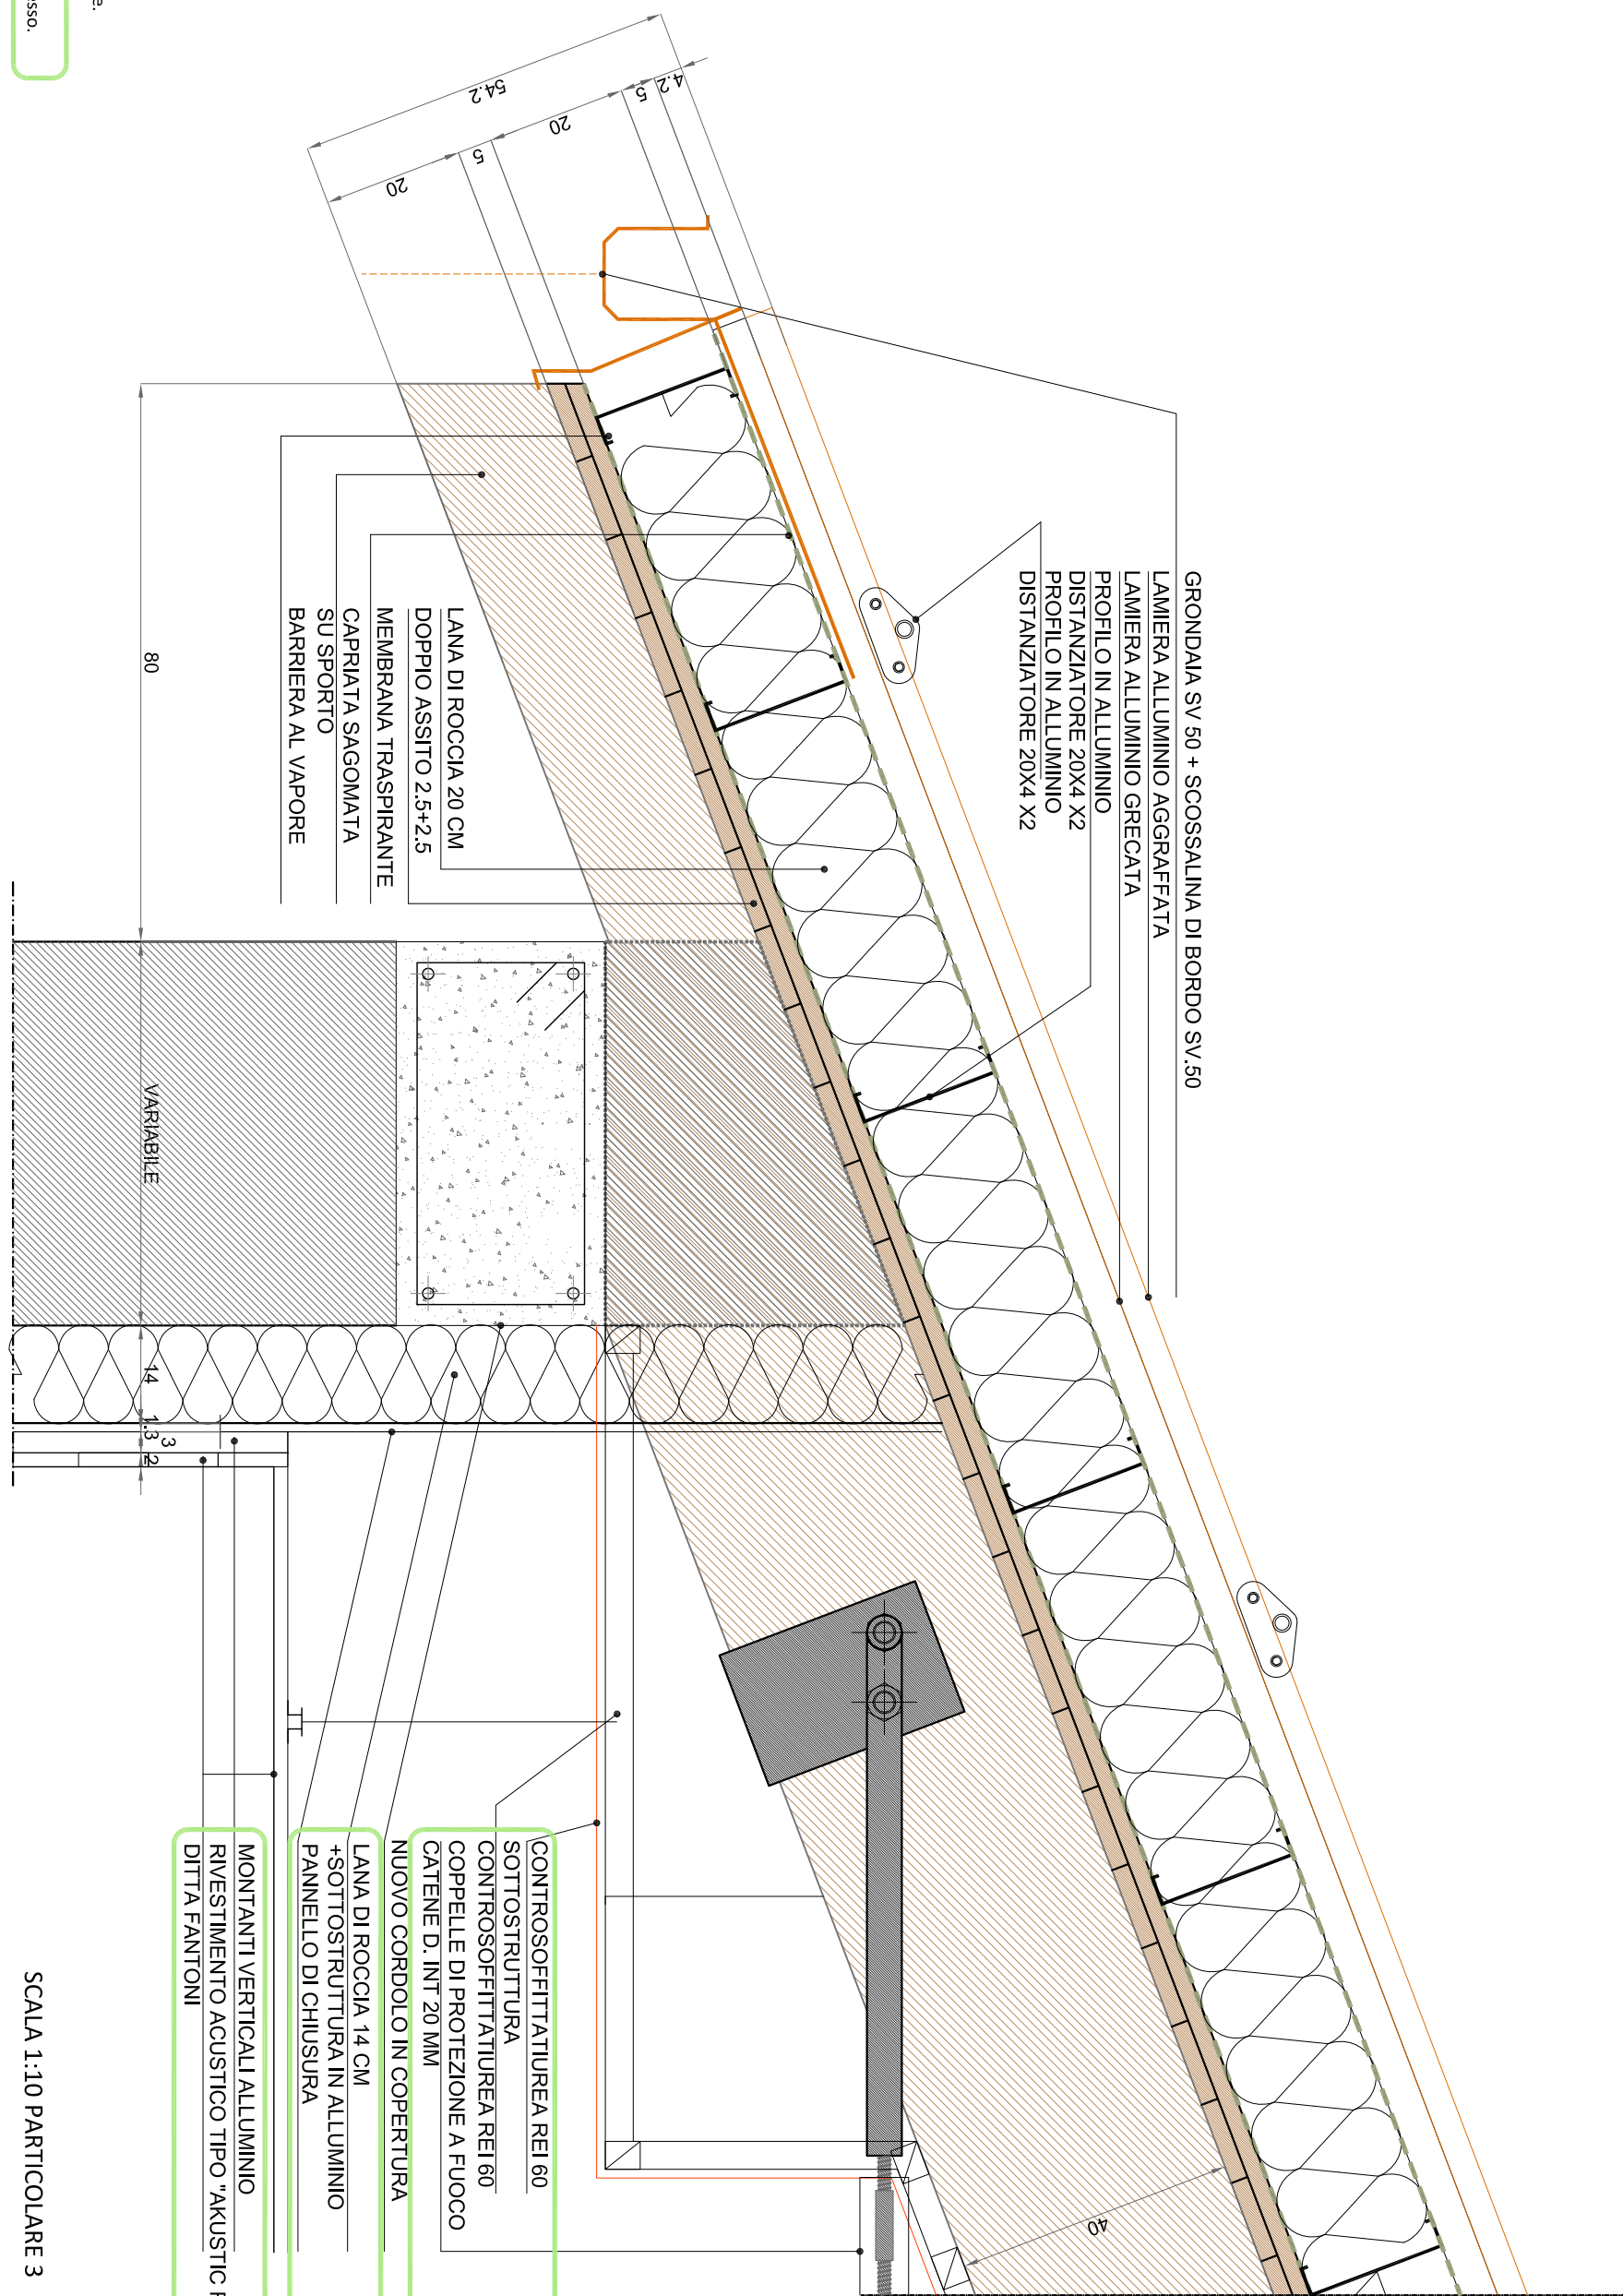 GRONDAIA SV 50 + SCOSSALINA DI BORDO SV.50
LAMIERA ALLUMINIO AGGRAFFATA
LAMIERA ALLUMINIO GRECATA
PROFILO IN ALLUMINIO
DISTANZIATORE 20X4 X2
PROFILO IN ALLUMINIO
DISTANZIATORE 20X4 X2
LANA DI ROCCIA 20 CM
DOPPIO ASSITO 2.5+2.5
MEMBRANA TRASPIRANTE
CAPRIATA SAGOMATA
SU SPORTO
BARRIERA AL VAPORE
CONTROSOFFITTATIUREA REI 60
SOTTOSTRUTTURA
CONTROSOFFITTATIUREA REI 60
COPPELLE DI PROTEZIONE A FUOCO
CATENE D. INT 20 MM
NUOVO CORDOLO IN COPERTURA
LANA DI ROCCIA 14 CM
+SOTTOSTRUTTURA IN ALLUMINIO
PANNELLO DI CHIUSURA
MONTANTI VERTICALI ALLUMINIO
RIVESTIMENTO ACUSTICO TIPO "AKUSTIC
DITTA FANTONI
54.2
4.2
5
20
5
20
80
VARIABILE
14
1.3
3
2
40
SCALA 1:10 PARTICOLARE 3
e.
sso.